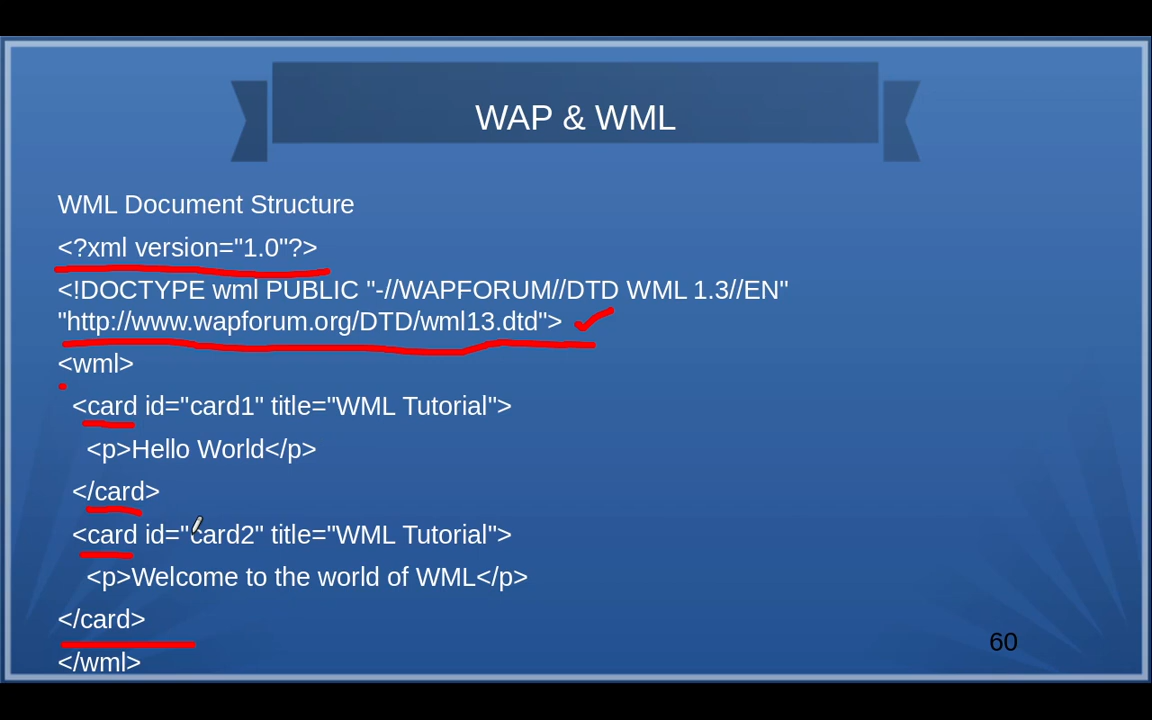 WAP & WML
WML Document Structure
<?xml version="1.0"?>
<!DOCTYPE wml PUBLIC "-//WAPFORUM//DTD WML 1.3//EN"
"http://www.wapforum.org/DTD/wml13.dtd">
<wml>
<card id="card1" title="WML Tutorial">
<p>Hello World</p>
</card>
<card id="card2" title="WML Tutorial">
<p>Welcome to the world of WML</p>
</card>
60
</wml>